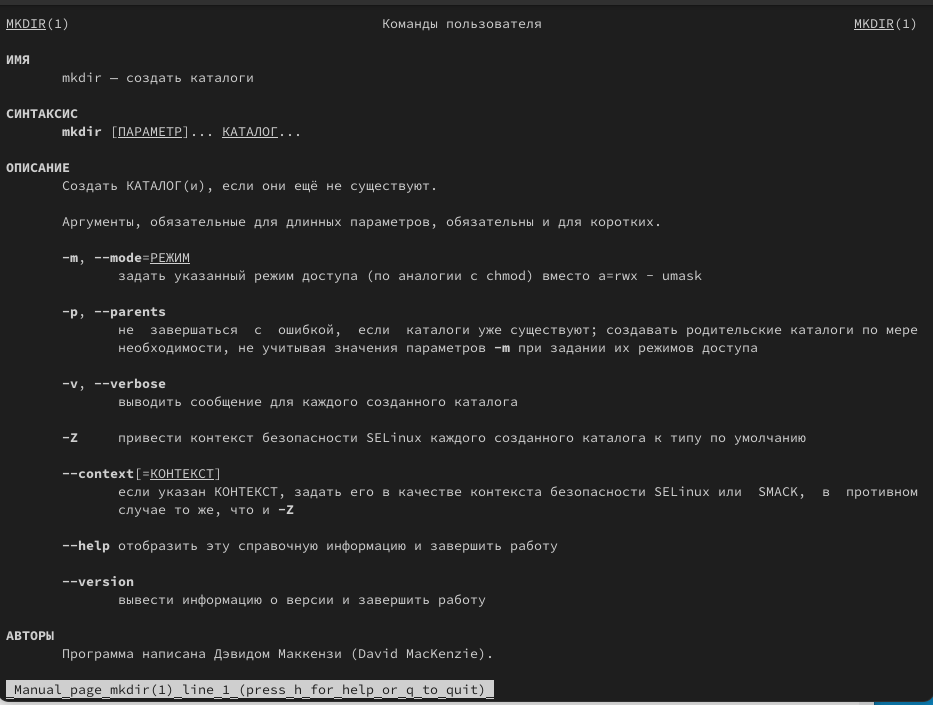 MKDIR(1) Команды пользователя MKDIR(1)
ИМЯ
mkdir — создать каталоги
СИНТАКСИС
mkdir [ПАРАМЕТР]... КАТАЛОГ...
ОПИСАНИЕ
Создать КАТАЛОГ(и), если они ещё не существуют.
Аргументы, обязательные для длинных параметров, обязательны и для коротких.
-m, --mode=РЕЖИМ
задать указанный режим доступа (по аналогии с chmod) вместо a=rwx - umask
-p, --parents
не завершаться с ошибкой, если каталоги уже существуют; создавать родительские каталоги по мере
необходимости, не учитывая значения параметров -m при задании их режимов доступа
-v, --verbose
выводить сообщение для каждого созданного каталога
-Z привести контекст безопасности SELinux каждого созданного каталога к типу по умолчанию
--context[=КОНТЕКСТ]
если указан КОНТЕКСТ, задать его в качестве контекста безопасности SELinux или SMACK, в противном
случае то же, что и -Z
--help отобразить эту справочную информацию и завершить работу
--version
вывести информацию о версии и завершить работу
АВТОРЫ
Программа написана Дэвидом Маккензи (David MacKenzie).
Manual page mkdir(1) line 1 (press h for help or q to quit)